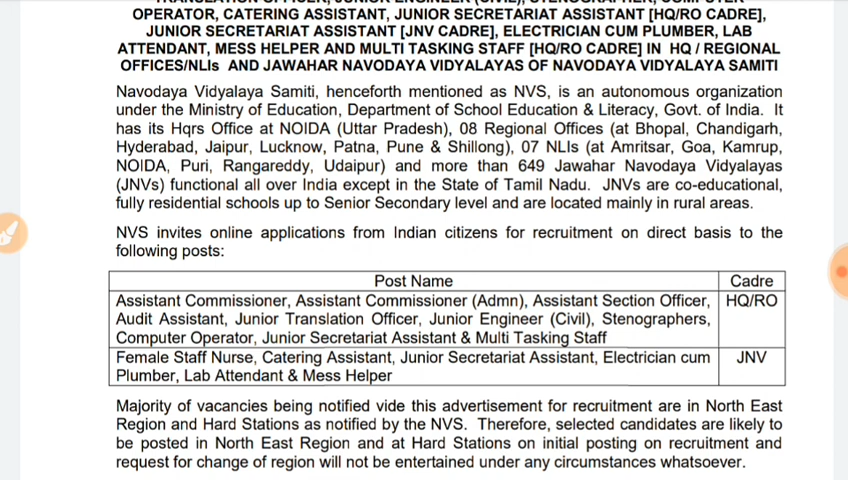 TRANSLATION OFFICER, JUNIOR ENGINEER (CIVIL), STENOGRAPHER, COMPUTER
OPERATOR, CATERING ASSISTANT, JUNIOR SECRETARIAT ASSISTANT [HQ/RO CADRE],
JUNIOR SECRETARIAT ASSISTANT [JNV CADRE], ELECTRICIAN CUM PLUMBER, LAB
ATTENDANT, MESS HELPER AND MULTI TASKING STAFF [HQ/RO CADRE] IN HQ / REGIONAL
OFFICES/NLIs AND JAWAHAR NAVODAYA VIDYALAYAS OF NAVODAYA VIDYALAYA SAMITI
Navodaya Vidyalaya Samiti, henceforth mentioned as NVS, is an autonomous organization
under the Ministry of Education, Department of School Education & Literacy, Govt. of India. It
has its Hqrs Office at NOIDA (Uttar Pradesh), 08 Regional Offices (at Bhopal, Chandigarh,
Hyderabad, Jaipur, Lucknow, Patna, Pune & Shillong), 07 NLIs (at Amritsar, Goa, Kamrup,
NOIDA, Puri, Rangareddy, Udaipur) and more than 649 Jawahar Navodaya Vidyalayas
(JNVs) functional all over India except in the State of Tamil Nadu. JNVs are co-educational,
fully residential schools up to Senior Secondary level and are located mainly in rural areas.
NVS invites online applications from Indian citizens for recruitment on direct basis to the
following posts:
Post Name Cadre
Assistant Commissioner, Assistant Commissioner (Admn), Assistant Section Officer, HQ/RO
Audit Assistant, Junior Translation Officer, Junior Engineer (Civil), Stenographers,
Computer Operator, Junior Secretariat Assistant & Multi Tasking Staff
Female Staff Nurse, Catering Assistant, Junior Secretariat Assistant, Electrician cum JNV
Plumber, Lab Attendant & Mess Helper
Majority of vacancies being notified vide this advertisement for recruitment are in North East
Region and Hard Stations as notified by the NVS. Therefore, selected candidates are likely to
be posted in North East Region and at Hard Stations on initial posting on recruitment and
request for change of region will not be entertained under any circumstances whatsoever.